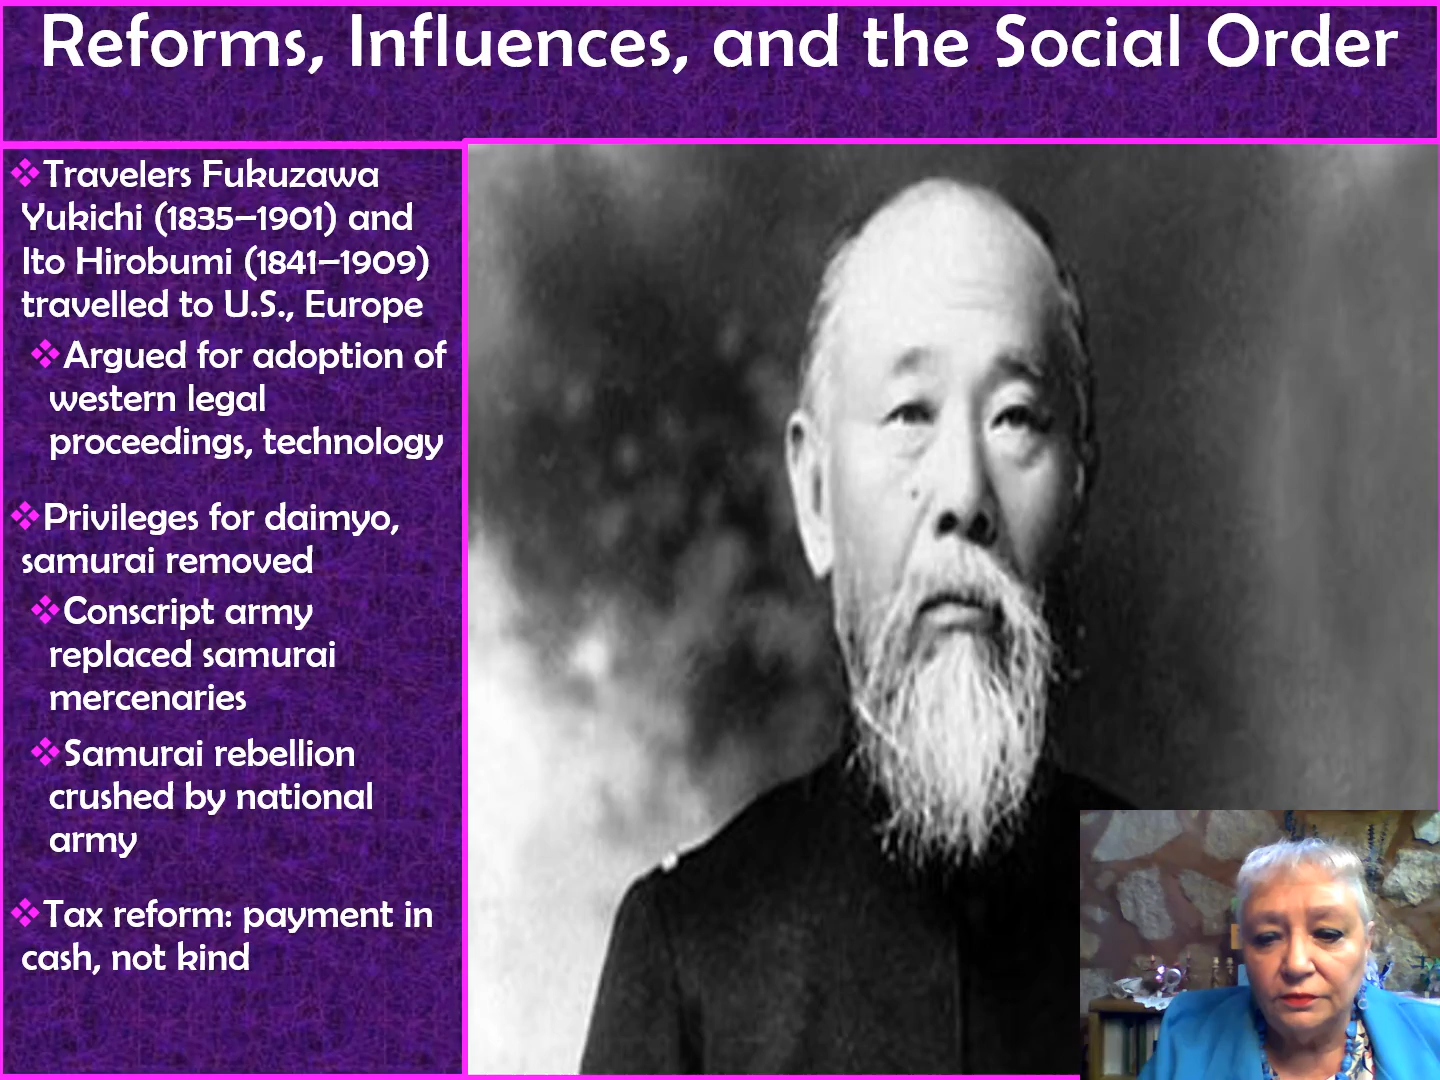 Reforms, Influences, and the Social Order
❖Travelers Fukuzawa
Yukichi (1835–1901) and
Ito Hirobumi (1841–1909)
travelled to U.S., Europe
❖Argued for adoption of
western legal
proceedings, technology
❖Privileges for daimyo,
samurai removed
❖Conscript army
replaced samurai
mercenaries
❖Samurai rebellion
crushed by national
army
❖Tax reform: payment in
cash, not kind